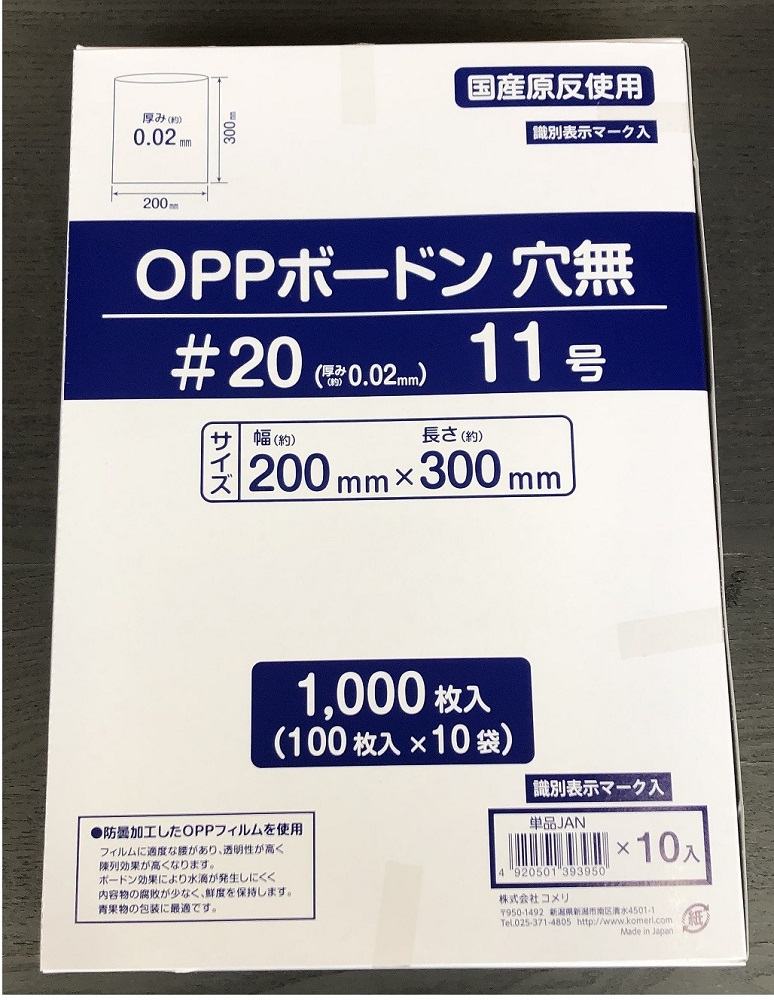 厚み(約)
0.02mm
300mm
200mm
国産原反使用
識別表示マーク入
OPPボードン 穴無
#20(厚み(約)0.02mm) 11号
サイズ
幅(約) 長さ(約)
200mm×300mm
1,000枚入
(100枚入×10袋)
●防曇加工したOPPフィルムを使用
フィルムに適度な腰があり、透明性が高く
陳列効果が高くなります。
ボードン効果により水滴が発生しにくく
内容物の腐敗が少なく、鮮度を保持します。
青果物の包装に最適です。
識別表示マーク入
単品JAN
4 920501 393950
×10入
株式会社コメリ
〒950-1492 新潟県新潟市南区清水4501-1
Tel.025-371-4805 http://www.komeri.com
Made in Japan
紙